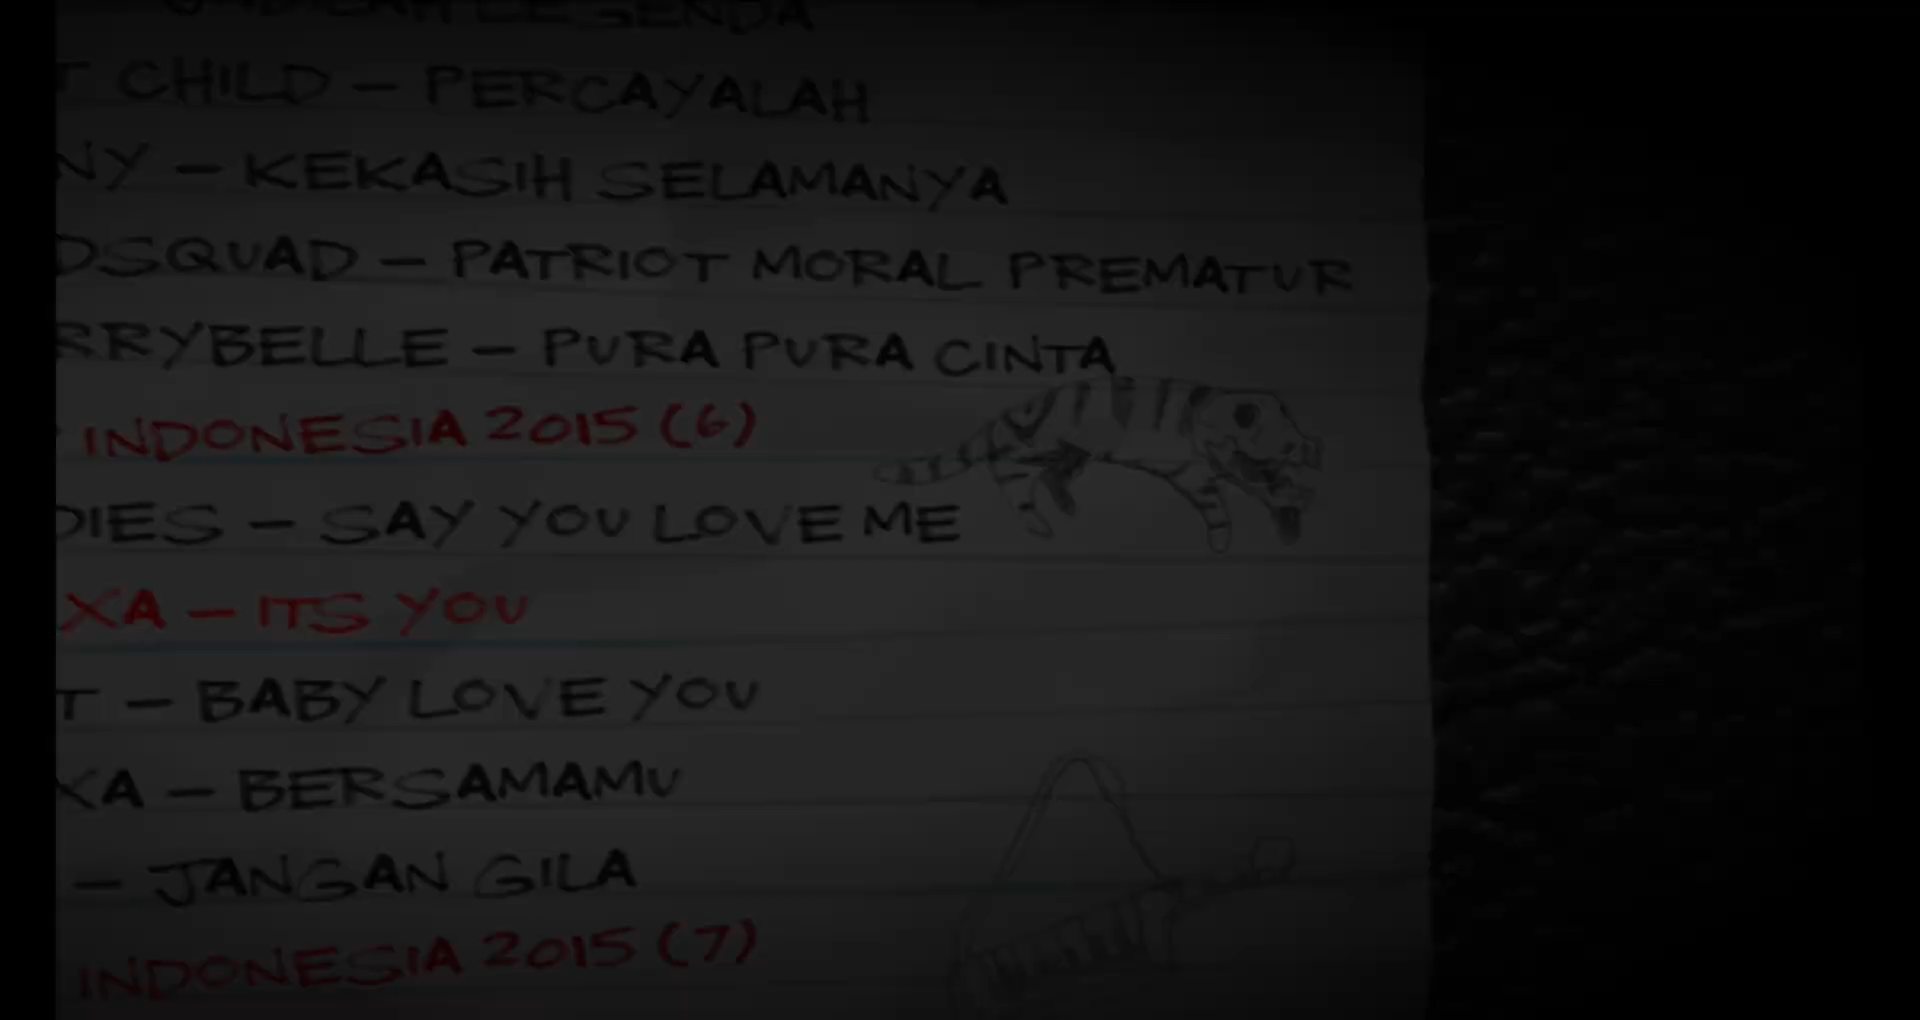 SENDA
T CHILD – PERCAYALAH
NY – KEKASIH SELAMANYA
DSQUAD – PATRIOT MORAL PREMATUR
RRYBELLE – PURA PURA CINTA
INDONESIA 2015 (6)
DIES – SAY YOU LOVE ME
XA – ITS YOU
T – BABY LOVE YOU
XA – BERSAMAMU
– JANGAN GILA
INDONESIA 2015 (7)